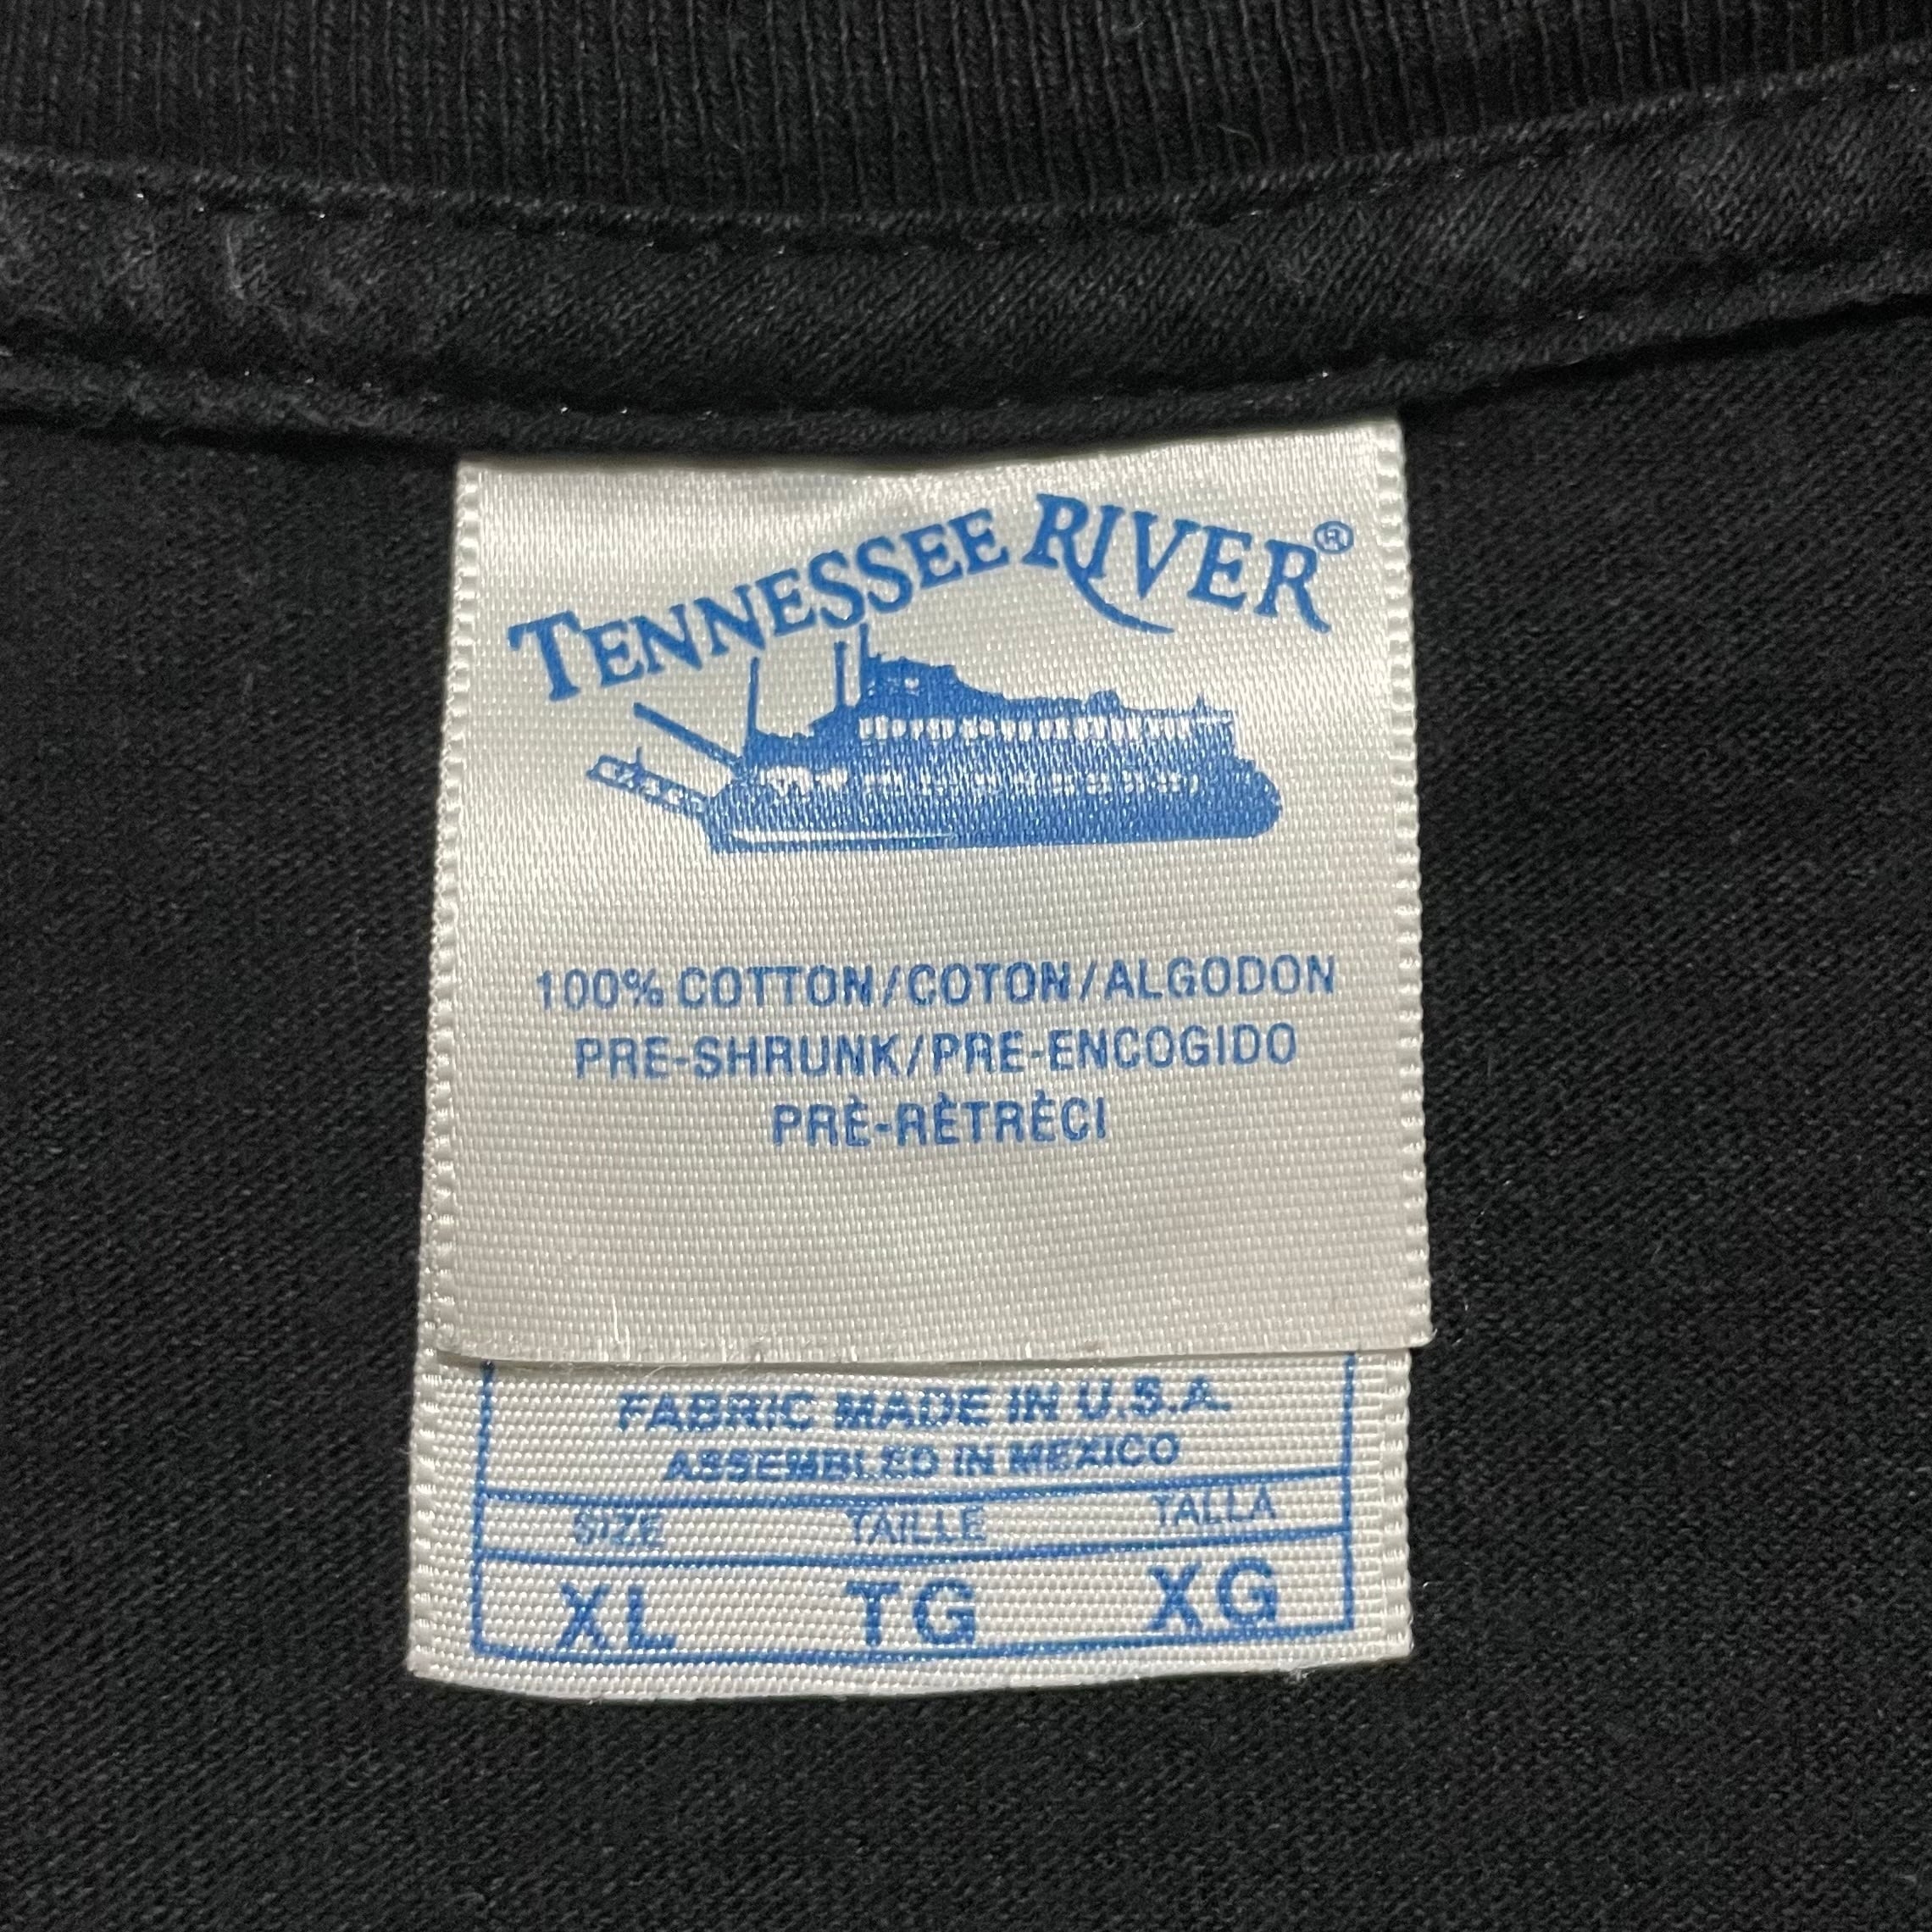 TENNESSEE RIVER®
100% COTTON/COTON/ALGODON
PRE-SHRUNK/PRE-ENCOGIDO
PRÈ-RÈTRÈCI
FABRIC MADE IN U.S.A.
ASSEMBLED IN MEXICO
SIZE TAILLE TALLA
XL TG XG